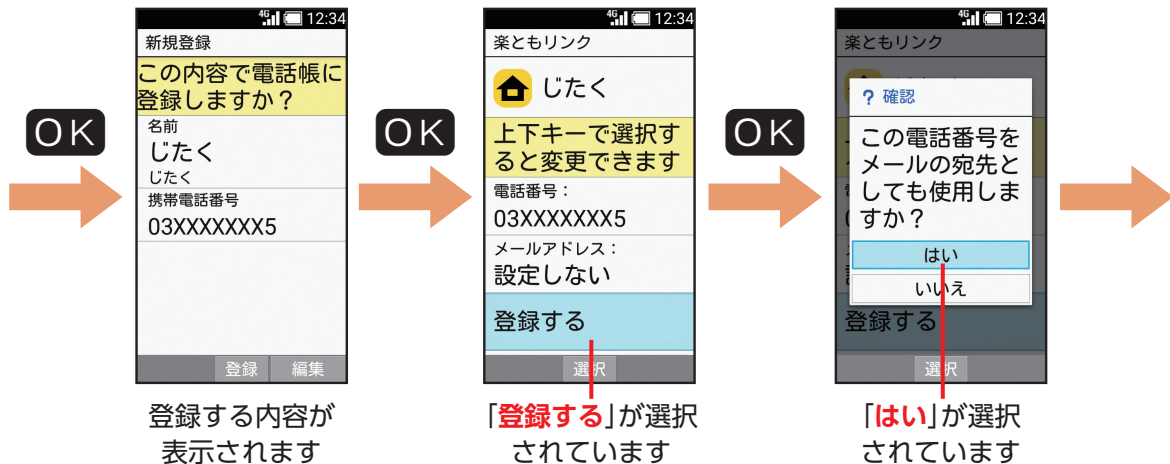 OK
4G 12:34
新規登録
この内容で電話帳に
登録しますか？
名前
じたく
じたく
携帯電話番号
03XXXXXXX5
登録 編集
登録する内容が
表示されます
OK
4G 12:34
楽ともリンク
じたく
上下キーで選択す
ると変更できます
電話番号：
03XXXXXXX5
メールアドレス：
設定しない
登録する
選択
「登録する」が選択
されています
OK
4G 12:34
楽ともリンク
? 確認
この電話番号を
メールの宛先と
しても使用しま
すか？
はい
いいえ
登録する
選択
「はい」が選択
されています